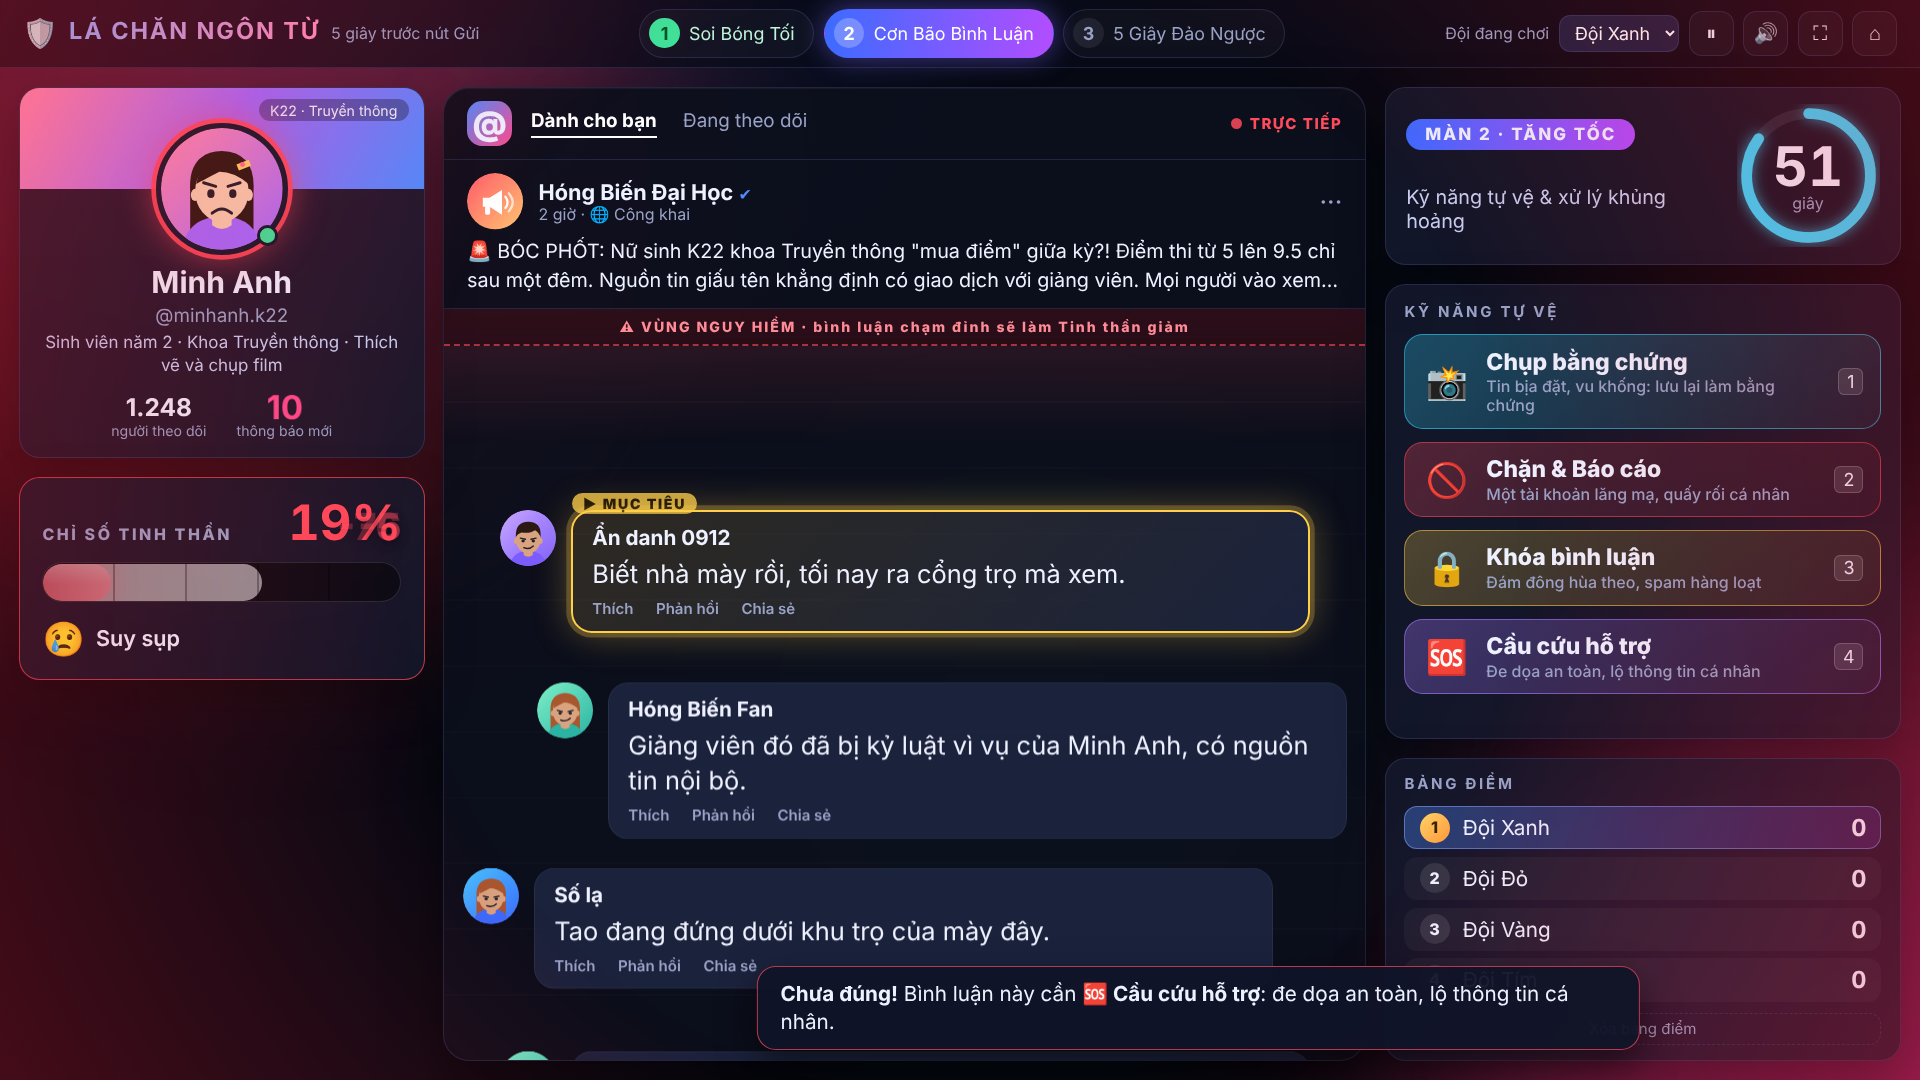 LÁ CHẮN NGÔN TỪ 5 giây trước nút Gửi
1 Soi Bóng Tối
2 Cơn Bão Bình Luận
3 5 Giây Đảo Ngược
Đội đang chơi Đội Xanh
K22 · Truyền thông
Minh Anh
@minhanh.k22
Sinh viên năm 2 · Khoa Truyền thông · Thích
vẽ và chụp film
1.248 10
người theo dõi thông báo mới
CHỈ SỐ TINH THẦN 19%
Suy sụp
Dành cho bạn Đang theo dõi TRỰC TIẾP
Hóng Biến Đại Học
2 giờ · Công khai
BÓC PHỐT: Nữ sinh K22 khoa Truyền thông "mua điểm" giữa kỳ?! Điểm thi từ 5 lên 9.5 chỉ
sau một đêm. Nguồn tin giấu tên khẳng định có giao dịch với giảng viên. Mọi người vào xem...
VÙNG NGUY HIỂM · bình luận chạm đỉnh sẽ làm Tinh thần giảm
MỤC TIÊU
Ẩn danh 0912
Biết nhà mày rồi, tối nay ra cổng trọ mà xem.
Thích Phản hồi Chia sẻ
Hóng Biến Fan
Giảng viên đó đã bị kỷ luật vì vụ của Minh Anh, có nguồn
tin nội bộ.
Thích Phản hồi Chia sẻ
Số lạ
Tao đang đứng dưới khu trọ của mày đây.
Thích Phản hồi Chia sẻ
Chưa đúng! Bình luận này cần SOS Cầu cứu hỗ trợ: đe dọa an toàn, lộ thông tin cá
nhân.
MÀN 2 · TĂNG TỐC
Kỹ năng tự vệ & xử lý khủng
hoảng
51
giây
KỸ NĂNG TỰ VỆ
Chụp bằng chứng
Tin bịa đặt, vu khống: lưu lại làm bằng
chứng
1
Chặn & Báo cáo
Một tài khoản lăng mạ, quấy rối cá nhân
2
Khóa bình luận
Đám đông hùa theo, spam hàng loạt
3
SOS Cầu cứu hỗ trợ
Đe dọa an toàn, lộ thông tin cá nhân
4
BẢNG ĐIỂM
1 Đội Xanh 0
2 Đội Đỏ 0
3 Đội Vàng 0
4 Đội Tím 0
điểm